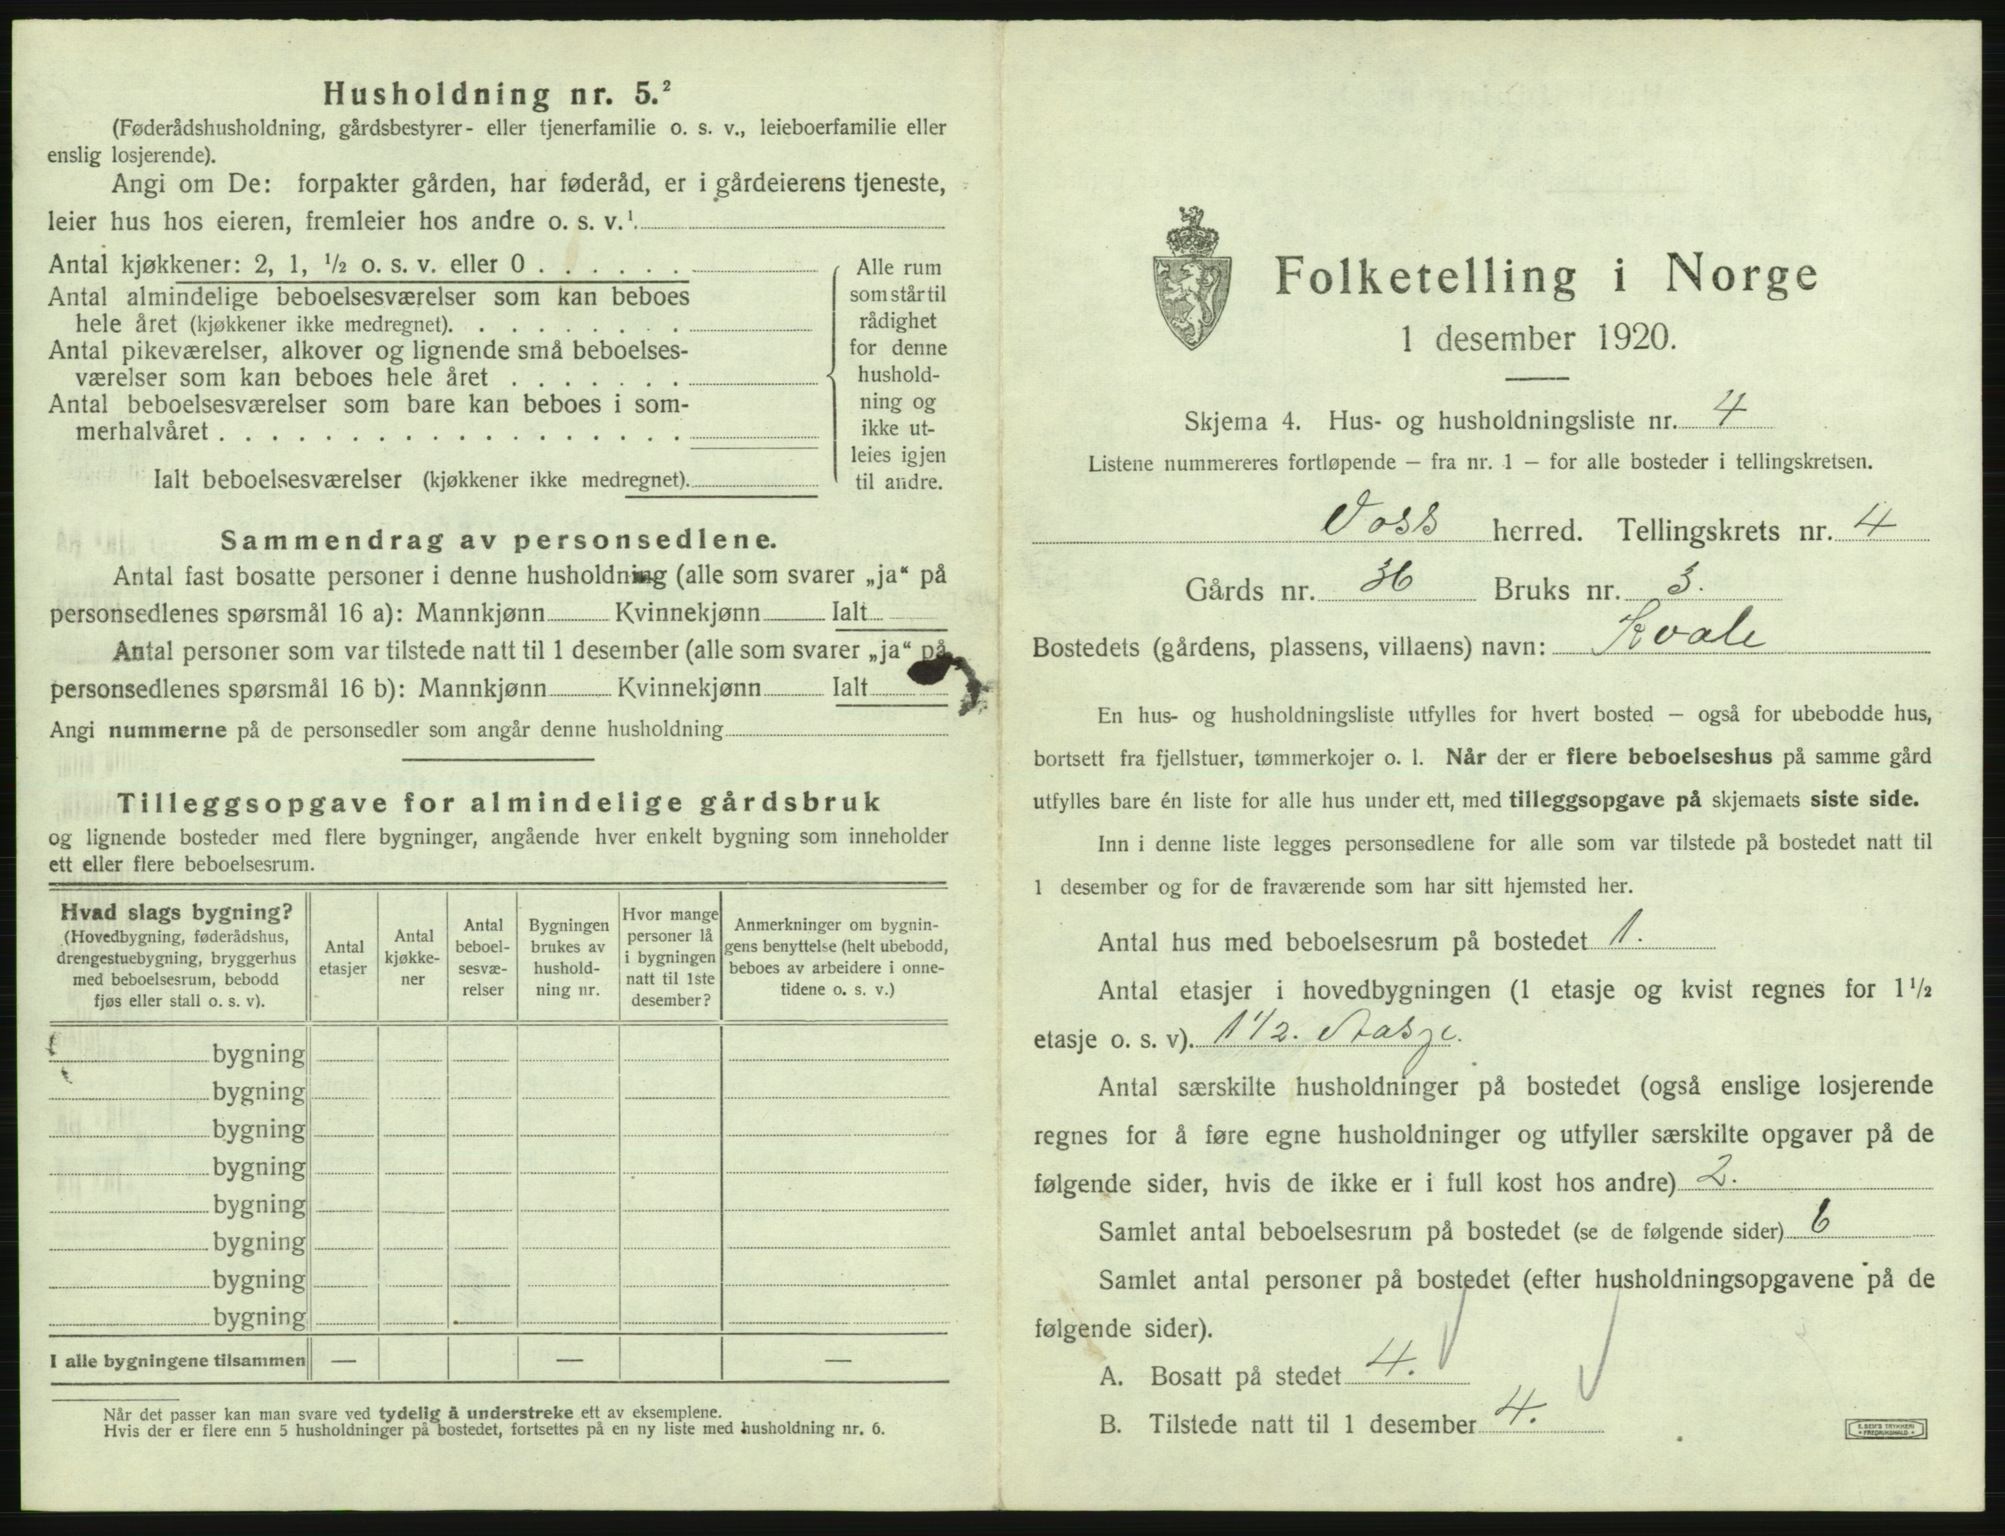 Husholdning nr. 5.²
(Føderådshusholdning, gårdsbestyrer- eller tjenerfamilie o. s. v., leieboerfamilie eller
enslig losjerende).
Angi om De: forpakter gården, har føderåd, er i gårdeierens tjeneste,
leier hus hos eieren, fremleier hos andre o. s. v.¹
Antal kjøkkener: 2, 1, ½ o. s. v. eller 0 . . . . . .
Antal almindelige beboelsesværelser som kan beboes
hele året (kjøkkener ikke medregnet). . . . . . . . .
Antal pikeværelser, alkover og lignende små beboelses-
værelser som kan beboes hele året . . . . . . .
Antal beboelsesværelser som bare kan beboes i som-
merhalvåret . . . . . . . . . . . . . . . . . .
Ialt beboelsesværelser (kjøkkener ikke medregnet).
Alle rum
som står til
rådighet
for denne
hushold-
ning og
ikke ut-
leies igjen
til andre.
Sammendrag av personsedlene.
Antal fast bosatte personer i denne husholdning (alle som svarer „ja“ på
personsedlenes spørsmål 16 a): Mannkjønn Kvinnekjønn Ialt
Antal personer som var tilstede natt til 1 desember (alle som svarer „ja“ på
personsedlenes spørsmål 16 b): Mannkjønn Kvinnekjønn Ialt
Angi nummerne på de personsedler som angår denne husholdning
Tilleggsopgave for almindelige gårdsbruk
og lignende bosteder med flere bygninger, angående hver enkelt bygning som inneholder
ett eller flere beboelsesrum.
Hvad slags bygning?
(Hovedbygning, føderådshus,
drengestuebygning, bryggerhus
med beboelsesrum, bebodd
fjøs eller stall o. s. v).
Antal
etasjer
Antal
kjøkke-
ner
Antal
beboel-
sesvæ-
relser
Bygningen
brukes av
hushold-
ning nr.
Hvor mange
personer lå
i bygningen
natt til 1ste
desember?
Anmerkninger om bygnin-
gens benyttelse (helt ubebodd,
beboes av arbeidere i onne-
tidene o. s. v.)
bygning
bygning
bygning
bygning
bygning
bygning
bygning
bygning
I alle bygningene tilsammen — — —
Når det passer kan man svare ved tydelig å understreke ett av eksemplene.
Hvis der er flere enn 5 husholdninger på bostedet, fortsettes på en ny liste med husholdning nr. 6.
Folketelling i Norge
1 desember 1920.
Skjema 4. Hus- og husholdningsliste nr. 4
Listene nummereres fortløpende – fra nr. 1 – for alle bosteder i tellingskretsen.
Voss herred. Tellingskrets nr. 4
Gårds nr. 36 Bruks nr. 3.
Bostedets (gårdens, plassens, villaens) navn: Kvale
En hus- og husholdningsliste utfylles for hvert bosted – også for ubebodde hus,
bortsett fra fjellstuer, tømmerkojer o. l. Når der er flere beboelseshus på samme gård
utfylles bare én liste for alle hus under ett, med tilleggsopgave på skjemaets siste side.
Inn i denne liste legges personsedlene for alle som var tilstede på bostedet natt til
1 desember og for de fraværende som har sitt hjemsted her.
Antal hus med beboelsesrum på bostedet 1.
Antal etasjer i hovedbygningen (1 etasje og kvist regnes for 1½
etasje o. s. v). 1 1/2.
Antal særskilte husholdninger på bostedet (også enslige losjerende
regnes for å føre egne husholdninger og utfyller særskilte opgaver på de
følgende sider, hvis de ikke er i full kost hos andre) 2.
Samlet antal beboelsesrum på bostedet (se de følgende sider) 6
Samlet antal personer på bostedet (efter husholdningsopgavene på de
følgende sider).
A. Bosatt på stedet 4.
B. Tilstede natt til 1 desember 4.